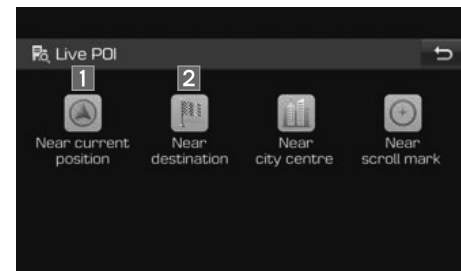 Live POI
1
2
Near current
position
Near
destination
Near
city centre
Near
scroll mark